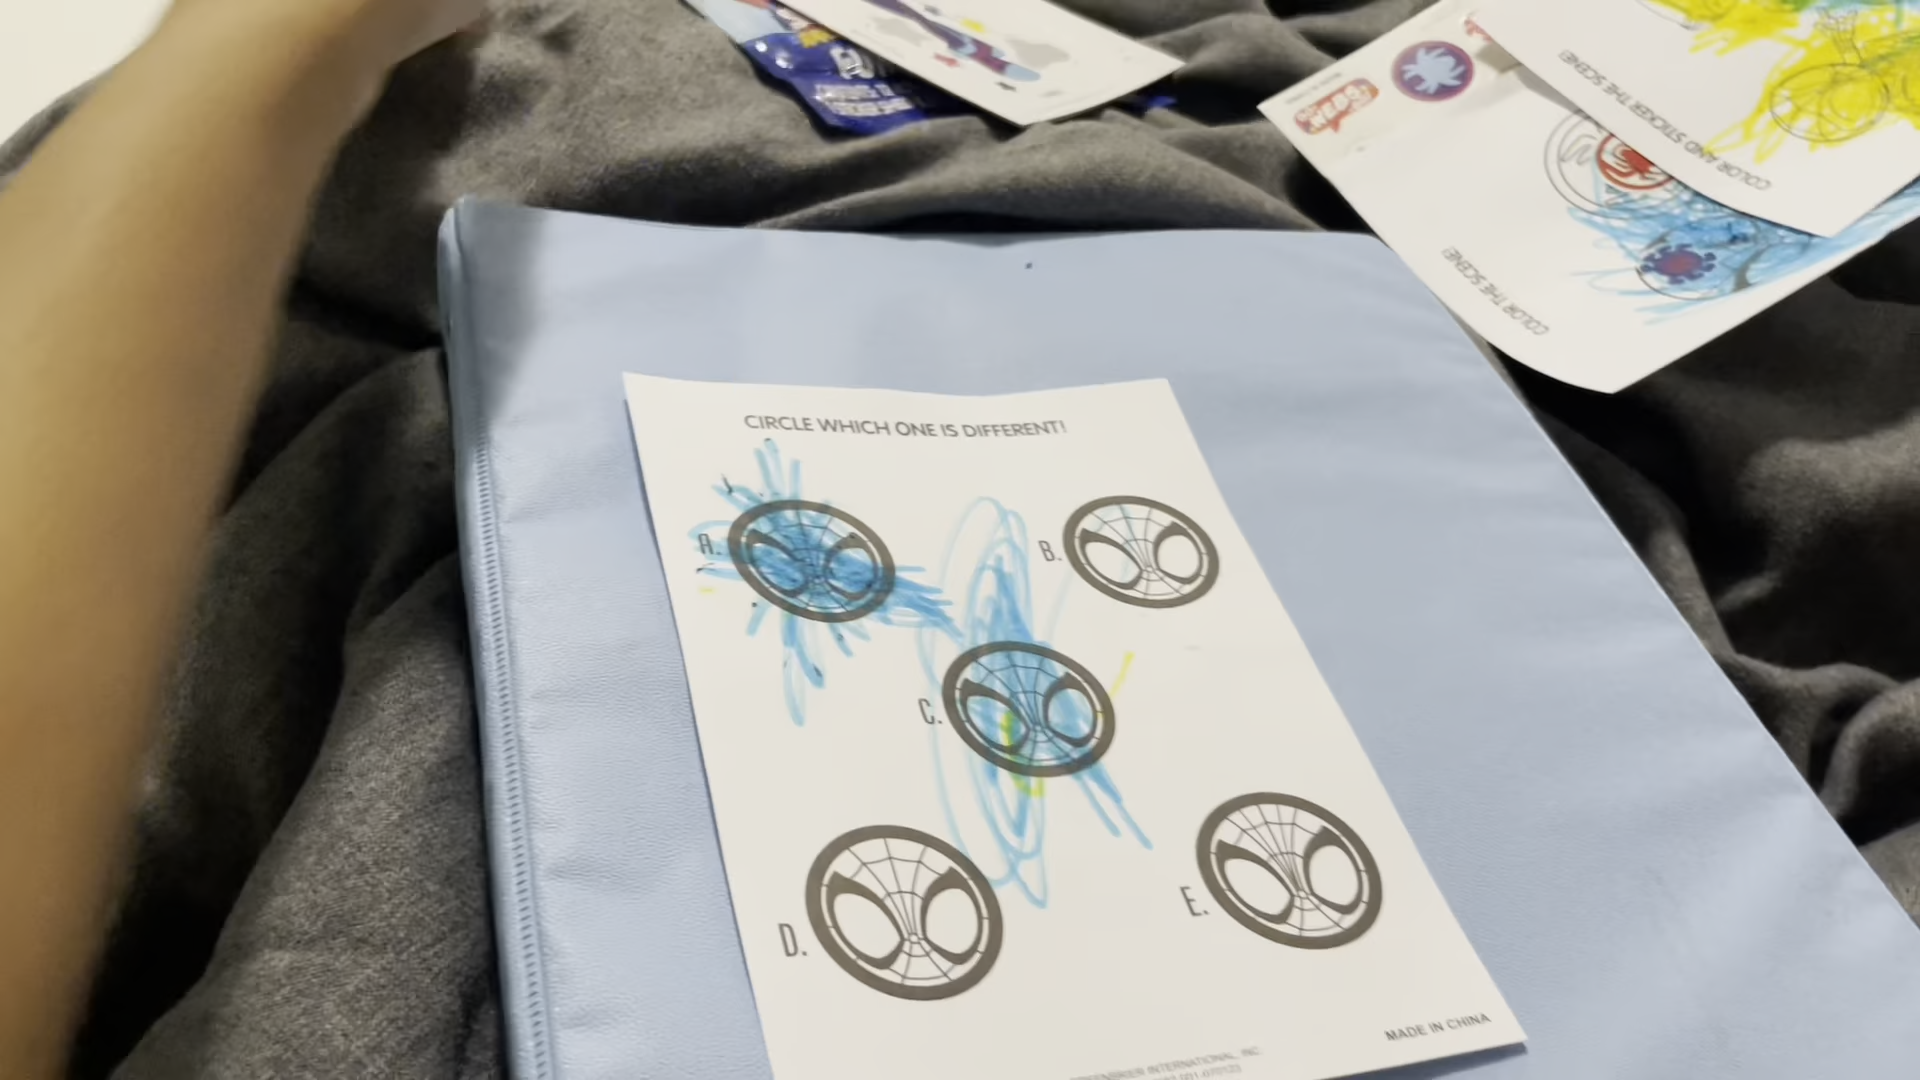 COLOR AND STICKER THE SCENE!
COLOR THE SCENE!
CIRCLE WHICH ONE IS DIFFERENT!
A.
B.
C.
D.
E.
MADE IN CHINA